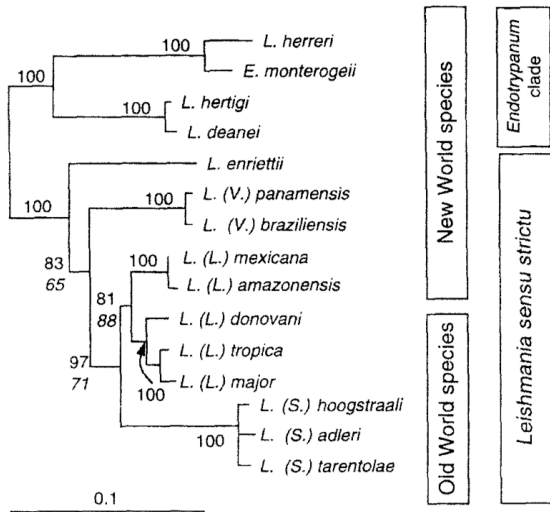 100
L. herreri
E. monterogeii
100
L. hertigi
100
L. deanei
L. enriettii
100
100
L. (V.) panamensis
L. (V.) braziliensis
83
65
100
L. (L.) mexicana
L. (L.) amazonensis
81
88
L. (L.) donovani
L. (L.) tropica
L. (L.) major
100
97
71
L. (S.) hoogstraali
100
L. (S.) adleri
L. (S.) tarentolae
0.1
New World species
Old World species
Endotrypanum
clade
Leishmania sensu strictu